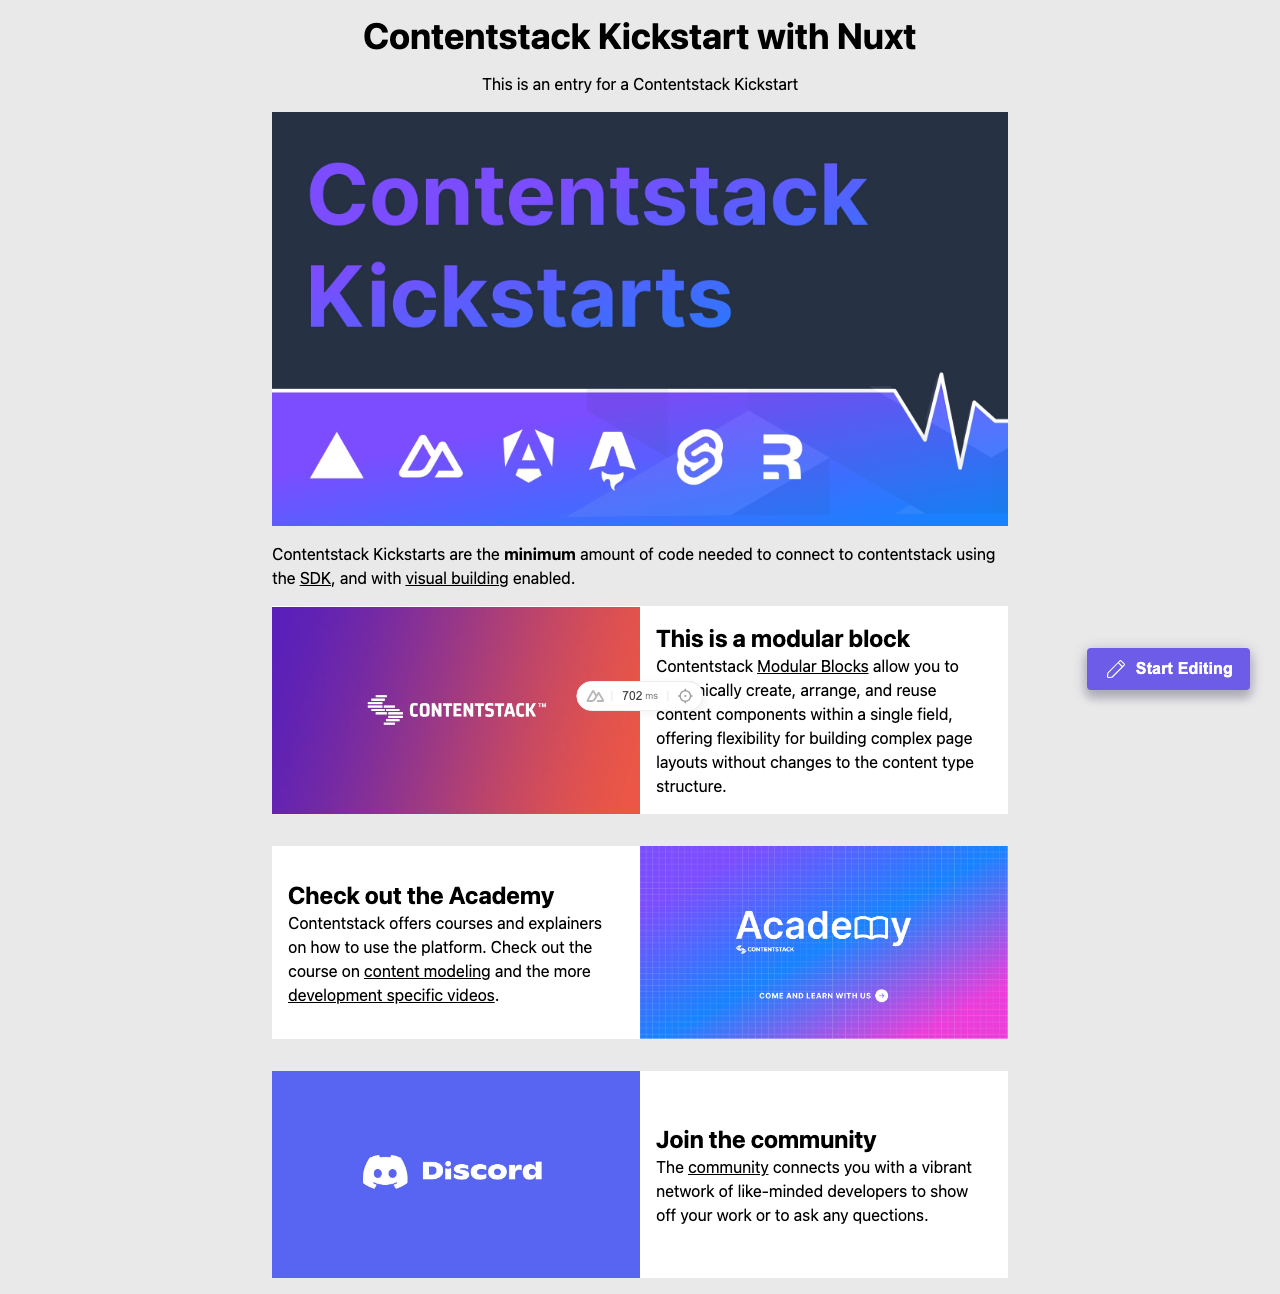 Contentstack Kickstart with Nuxt
This is an entry for a Contentstack Kickstart
Contentstack
Kickstarts
Contentstack Kickstarts are the minimum amount of code needed to connect to contentstack using
the SDK, and with visual building enabled.
CONTENTSTACK™
This is a modular block
Contentstack Modular Blocks allow you to
nically create, arrange, and reuse
content components within a single field,
offering flexibility for building complex page
layouts without changes to the content type
structure.
702 ms
Start Editing
Check out the Academy
Contentstack offers courses and explainers
on how to use the platform. Check out the
course on content modeling and the more
development specific videos.
Academy
CONTENTSTACK
COME AND LEARN WITH US
Discord
Join the community
The community connects you with a vibrant
network of like-minded developers to show
off your work or to ask any quections.